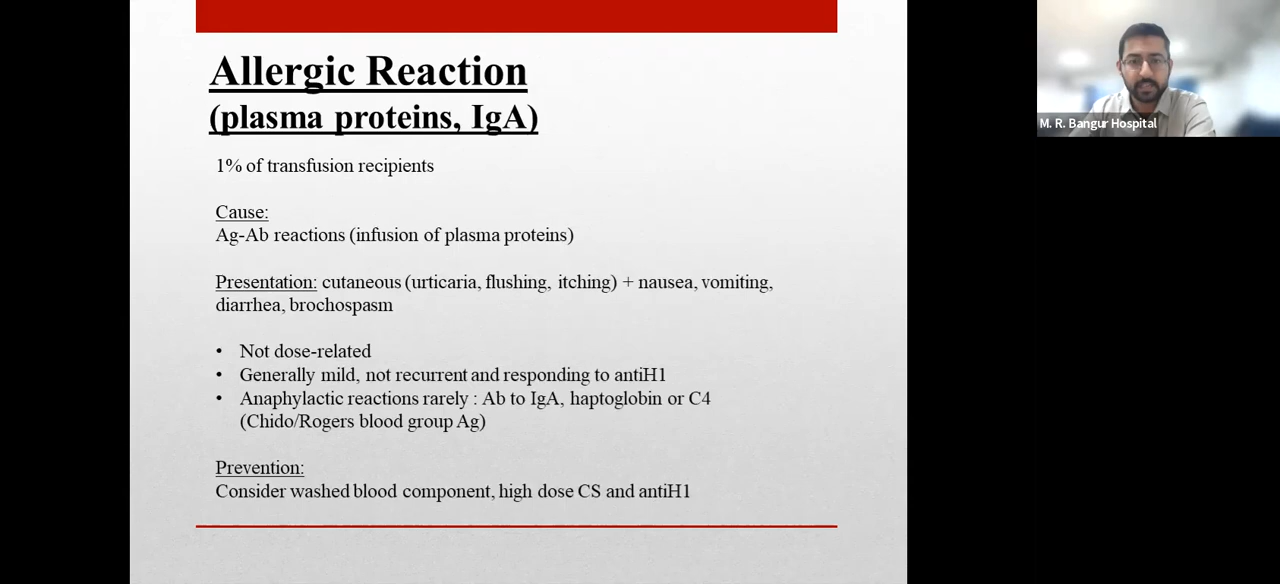 Allergic Reaction
(plasma proteins, IgA)
1% of transfusion recipients
Cause:
Ag-Ab reactions (infusion of plasma proteins)
Presentation: cutaneous (urticaria, flushing, itching) + nausea, vomiting,
diarrhea, brochospasm
• Not dose-related
• Generally mild, not recurrent and responding to antiH1
• Anaphylactic reactions rarely : Ab to IgA, haptoglobin or C4
(Chido/Rogers blood group Ag)
Prevention:
Consider washed blood component, high dose CS and antiH1
M. R. Bangur Hospital